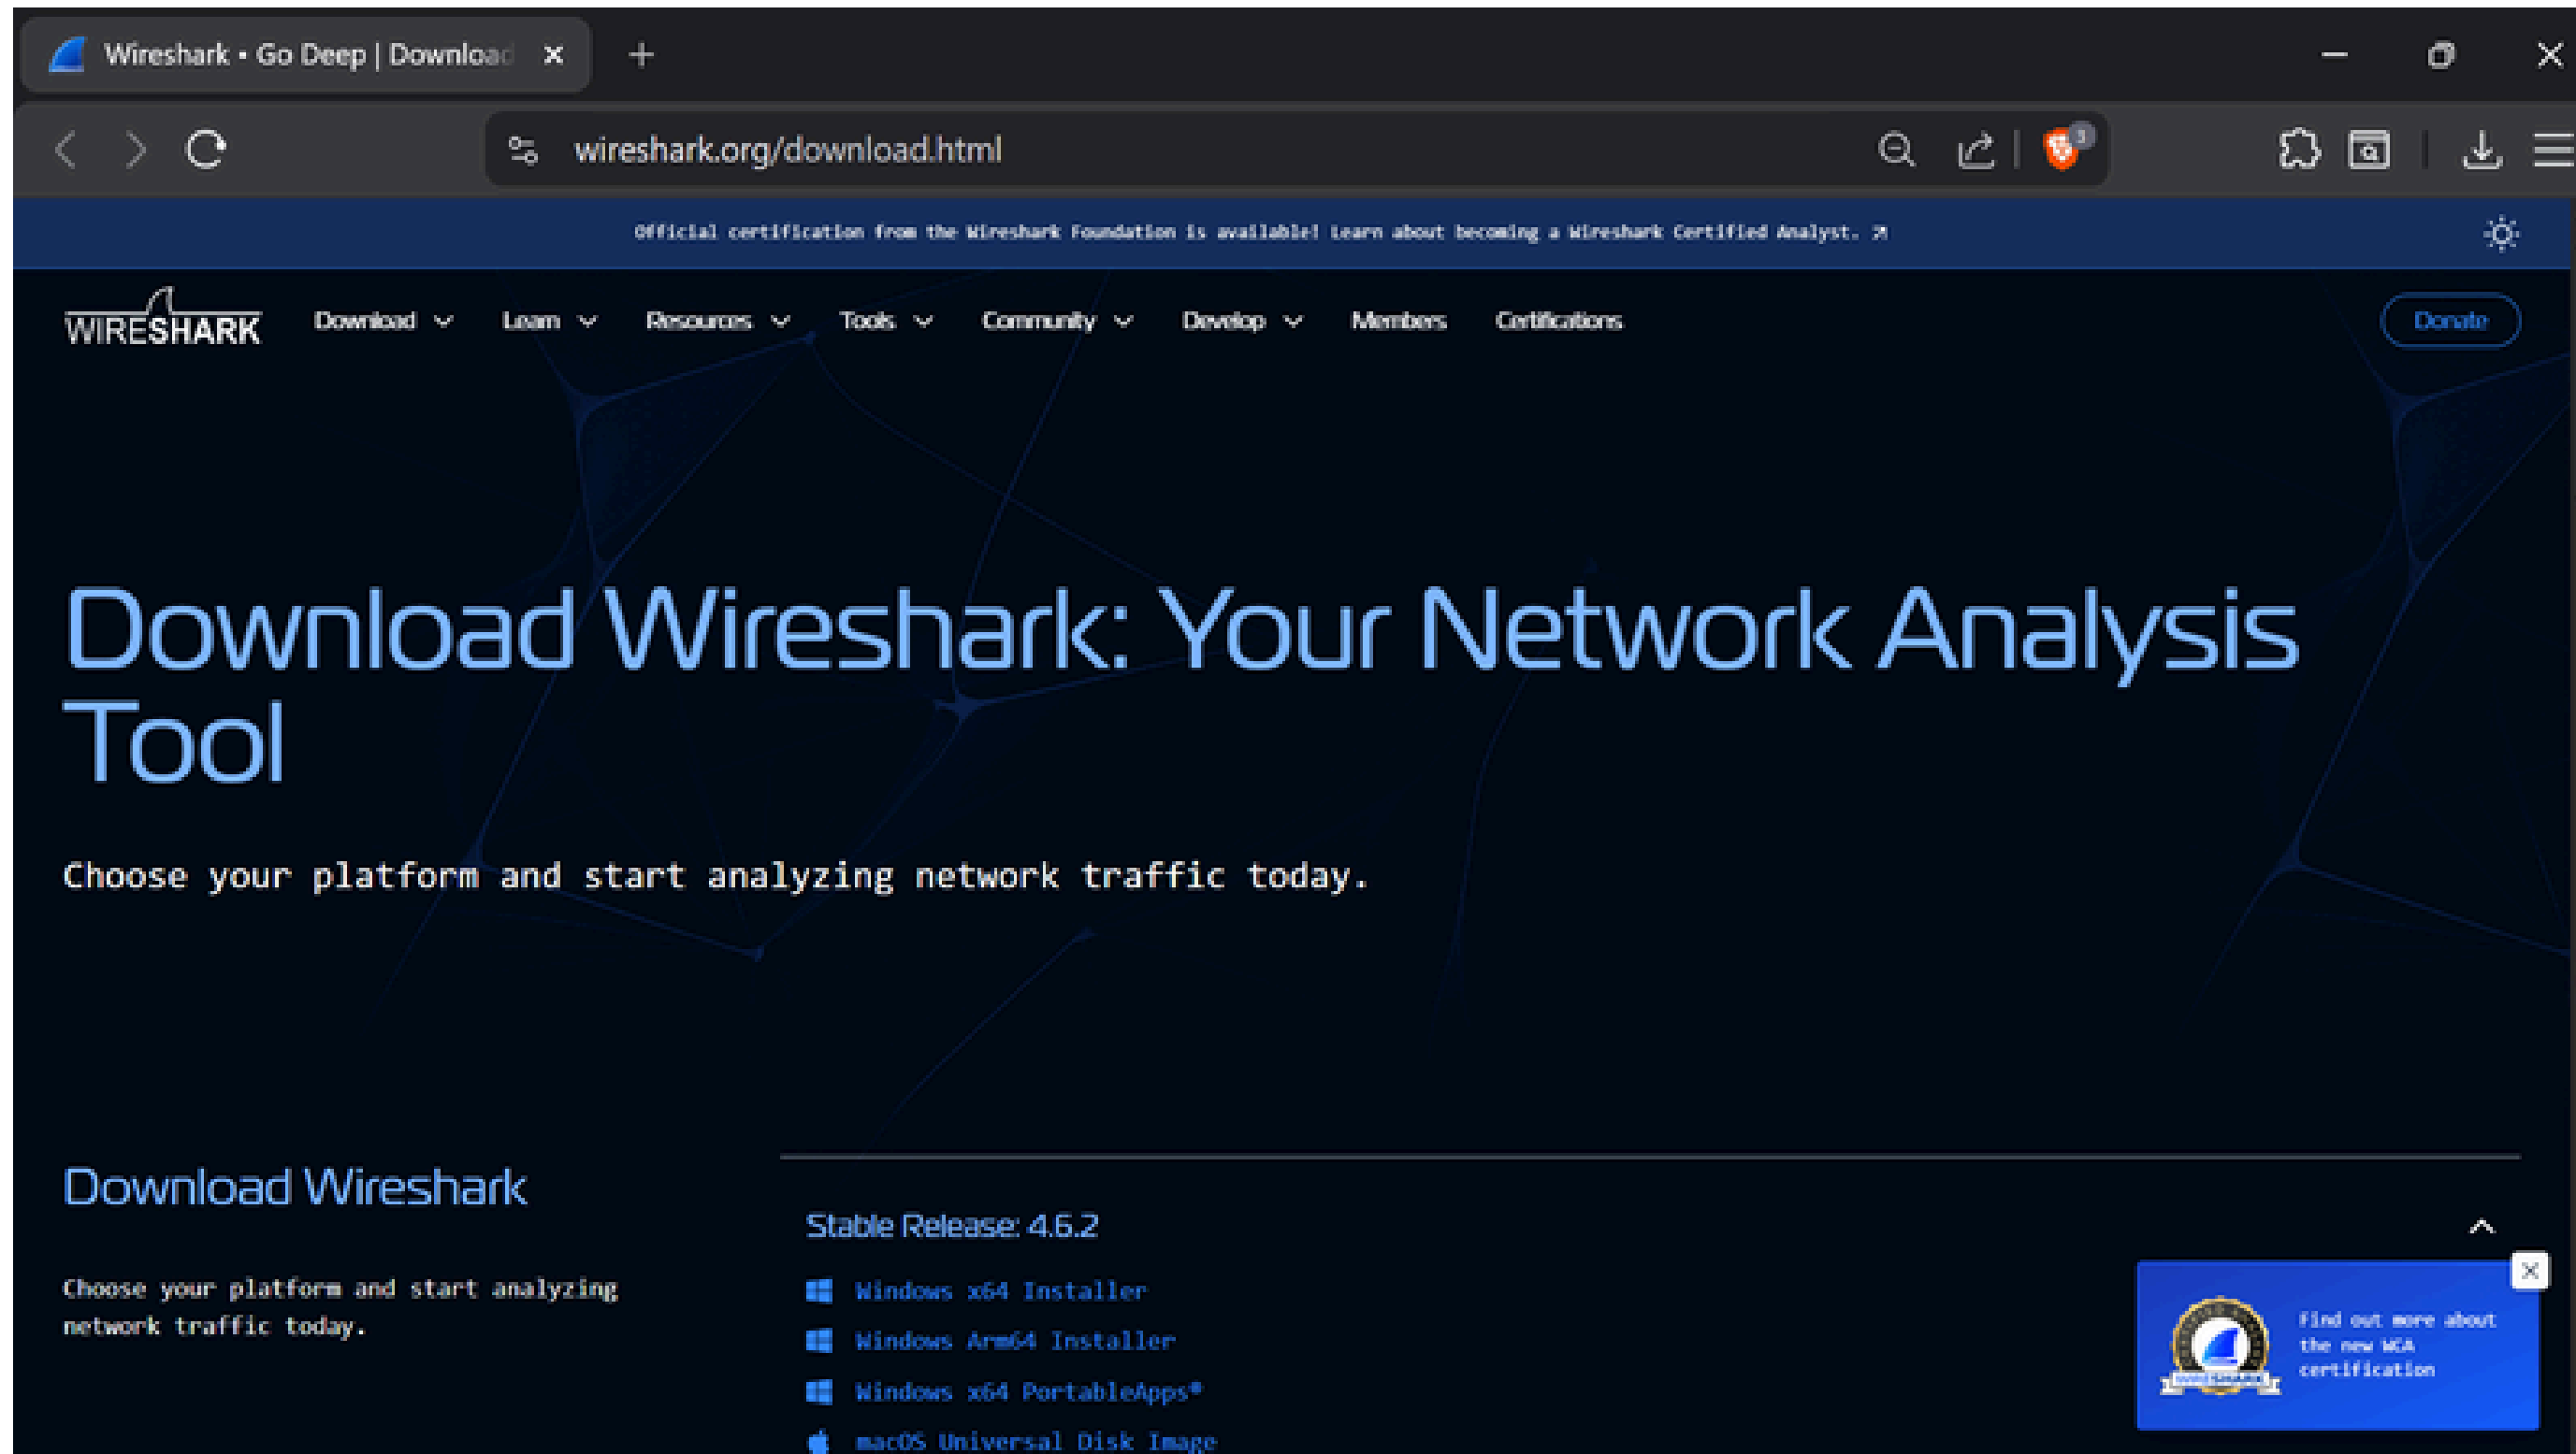 Wireshark • Go Deep | Download
wireshark.org/download.html
3
Official certification from the Wireshark Foundation is available! Learn about becoming a Wireshark Certified Analyst.
WIRESHARK Download Learn Resources Tools Community Develop Members Certifications Donate
Download Wireshark: Your Network Analysis
Tool
Choose your platform and start analyzing network traffic today.
Download Wireshark
Choose your platform and start analyzing
network traffic today.
Stable Release: 4.6.2
Windows x64 Installer
Windows Arm64 Installer
Windows x64 PortableApps®
macOS Universal Disk Image
Find out more about
the new WCA
certification
WIRESHARK